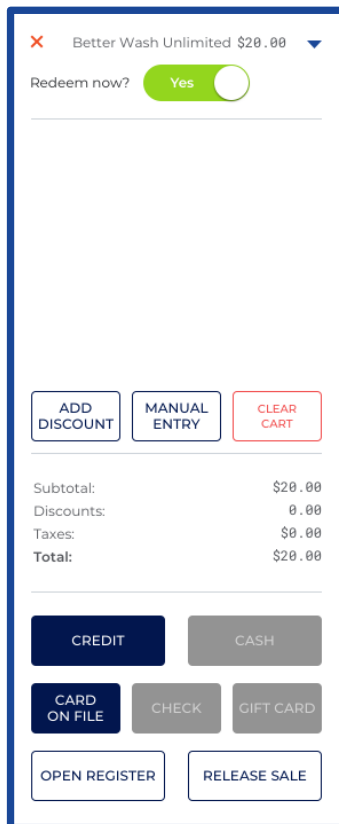 Better Wash Unlimited $20.00
Redeem now? Yes
ADD DISCOUNT
MANUAL ENTRY
CLEAR CART
Subtotal: $20.00
Discounts: 0.00
Taxes: $0.00
Total: $20.00
CREDIT
CASH
CARD ON FILE
CHECK
GIFT CARD
OPEN REGISTER
RELEASE SALE